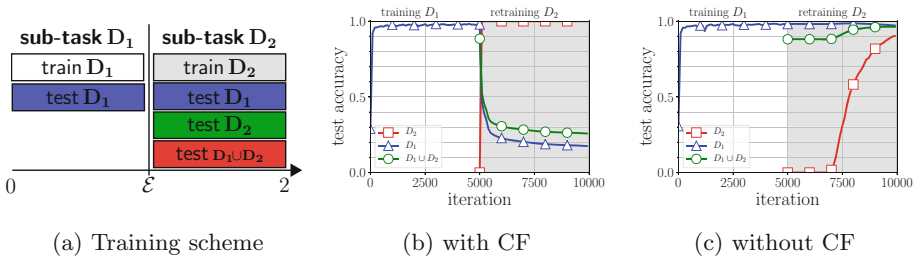 sub-task D₁
sub-task D₂
train D₁
train D₂
test D₁
test D₁
test D₂
test D₁∪D₂
0
ℰ
2
(a) Training scheme
training D₁
retraining D₂
test accuracy
1.0
0.5
0.0
D₂
D₁
D₁ ∪ D₂
0
2500
5000
7500
10000
iteration
(b) with CF
training D₁
retraining D₂
test accuracy
1.0
0.5
0.0
D₂
D₁
D₁ ∪ D₂
0
2500
5000
7500
10000
iteration
(c) without CF